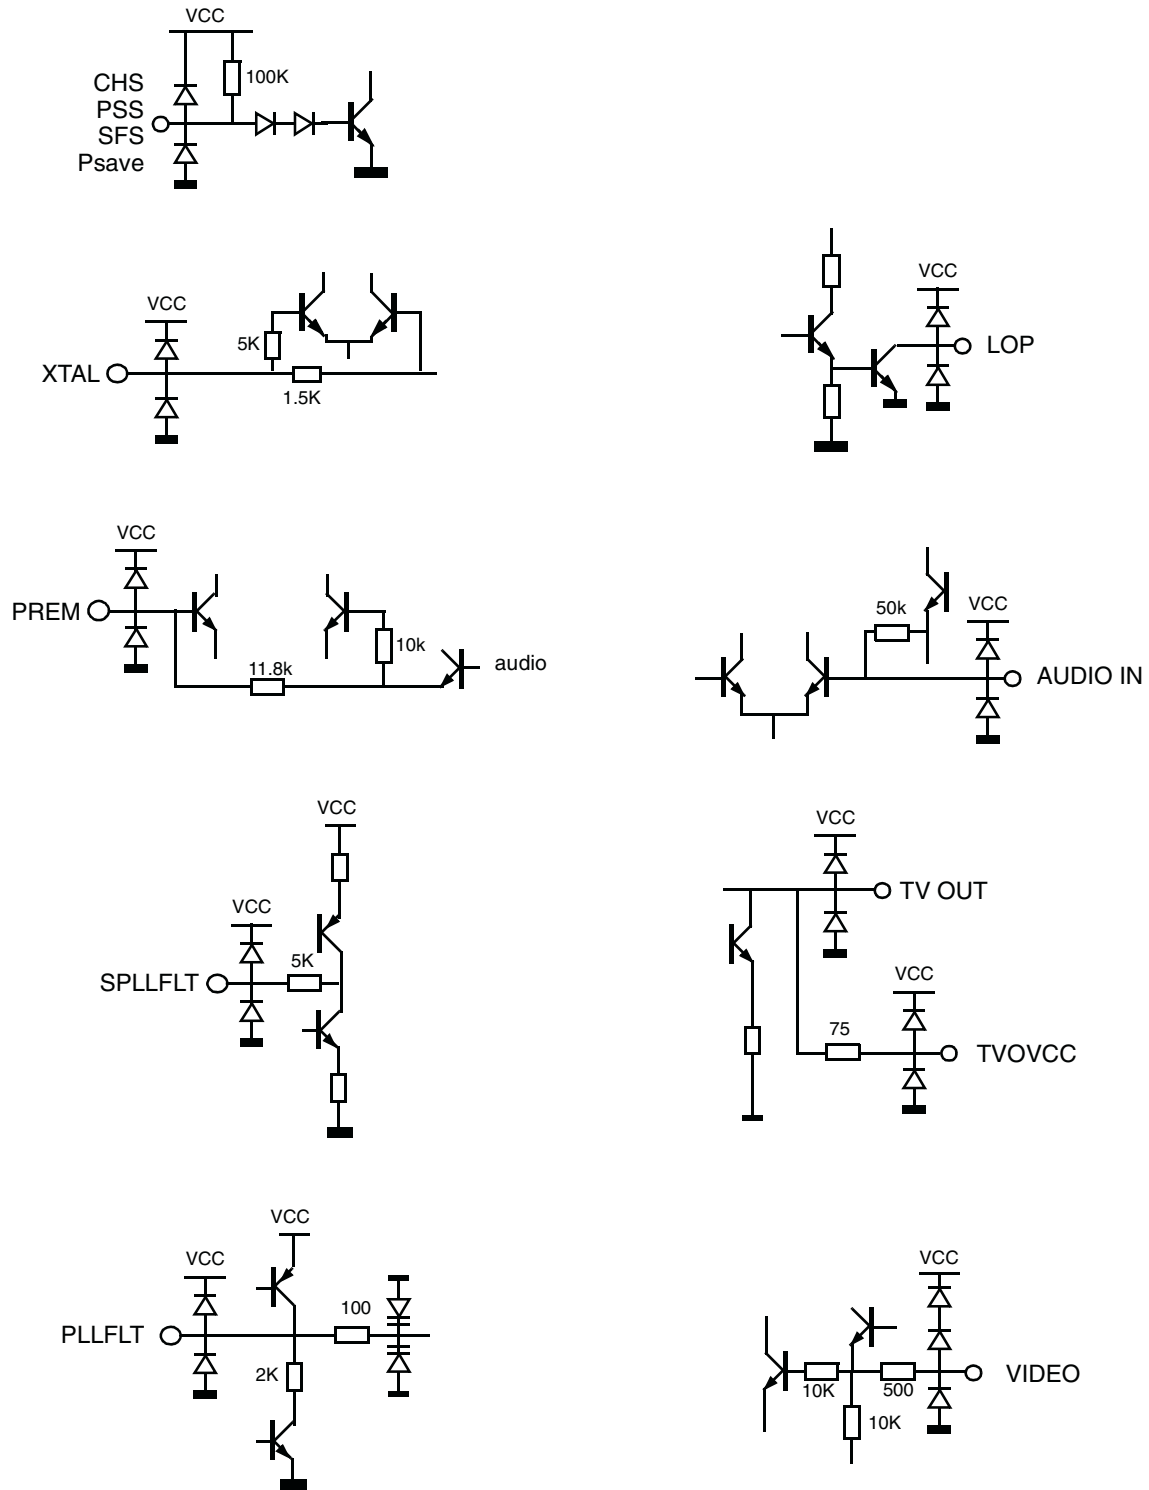 VCC
100K
CHS
PSS
SFS
Psave
VCC
5K
XTAL
1.5K
VCC
LOP
VCC
PREM
10k
11.8k
audio
50k
VCC
AUDIO IN
VCC
VCC
5K
SPLLFLT
VCC
TV OUT
VCC
75
TVOVCC
VCC
VCC
100
PLLFLT
2K
VCC
10K
500
VIDEO
10K